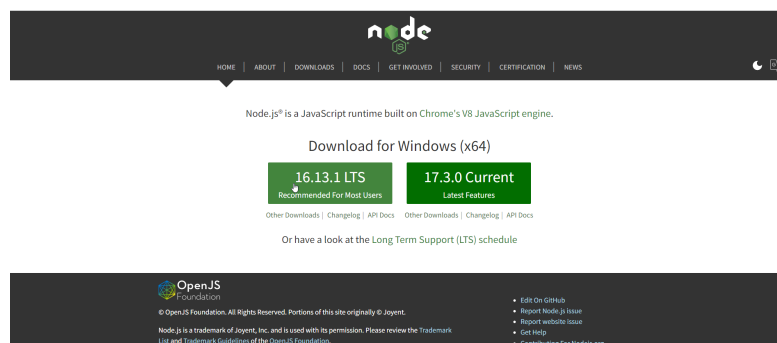 node
JS
HOME | ABOUT | DOWNLOADS | DOCS | GET INVOLVED | SECURITY | CERTIFICATION | NEWS
Node.js® is a JavaScript runtime built on Chrome's V8 JavaScript engine.
Download for Windows (x64)
16.13.1 LTS
Recommended For Most Users
17.3.0 Current
Latest Features
Other Downloads | Changelog | API Docs
Other Downloads | Changelog | API Docs
Or have a look at the Long Term Support (LTS) schedule
OpenJS
Foundation
© OpenJS Foundation. All Rights Reserved. Portions of this site originally © Joyent.
Node.js is a trademark of Joyent, Inc. and is used with its permission. Please review the Trademark
List and Trademark Guidelines of the OpenJS Foundation.
Edit On GitHub
Report Node.js issue
Report website issue
Get Help